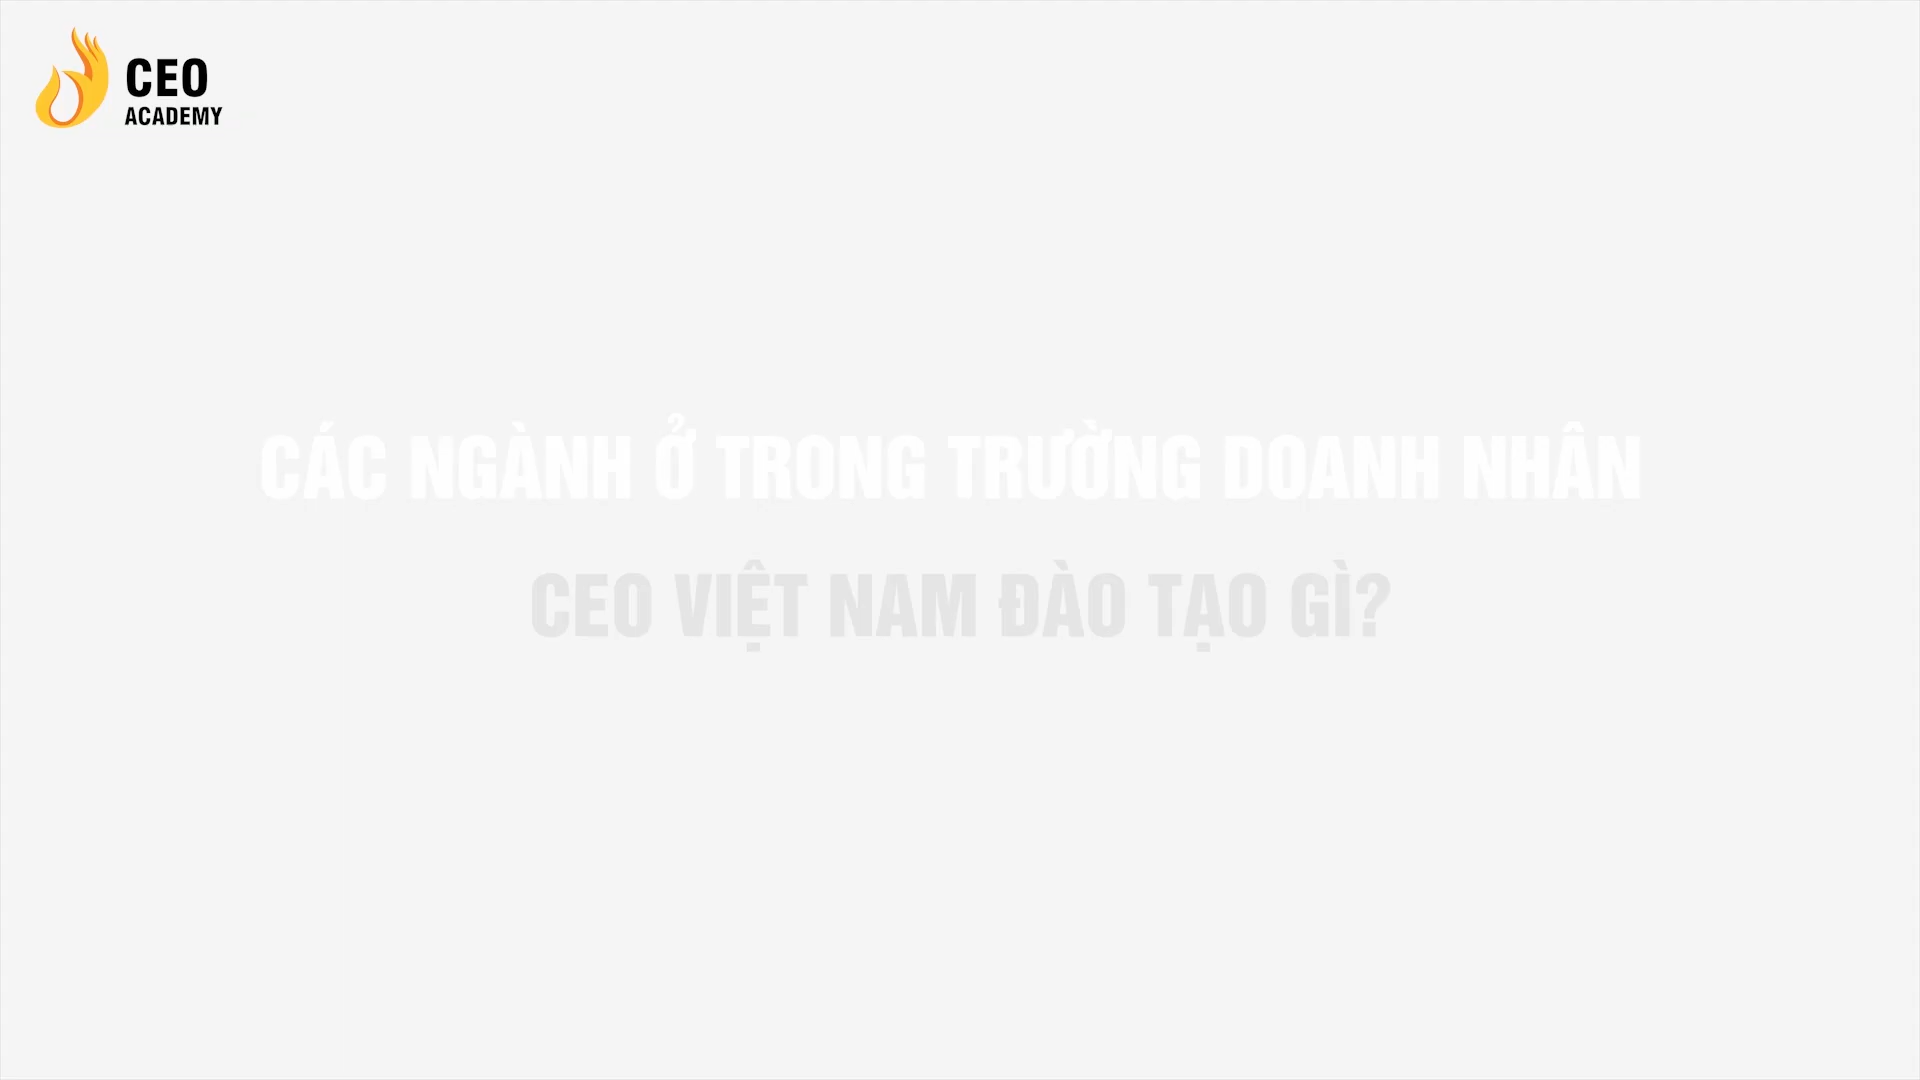 CEO
ACADEMY
CÁC NGÀNH Ở TRONG TRƯỜNG DOANH NHÂN
CEO VIỆT NAM ĐÀO TẠO GÌ?